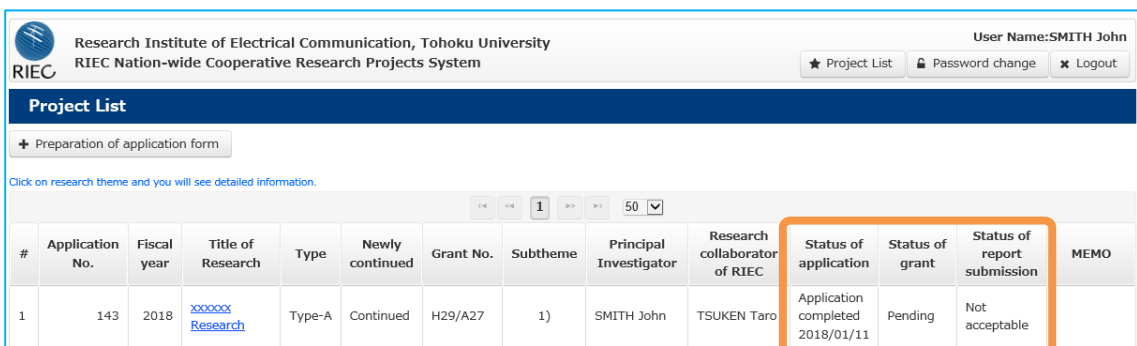 Research Institute of Electrical Communication, Tohoku University
RIEC Nation-wide Cooperative Research Projects System
RIEC
User Name:SMITH John
Project List
Password change
Logout
Project List
Preparation of application form
Click on research theme and you will see detailed information.
1
50
# Application No. Fiscal year Title of Research Type Newly continued Grant No. Subtheme Principal Investigator Research collaborator of RIEC Status of application Status of grant Status of report submission MEMO
1 143 2018 xxxxxx Research Type-A Continued H29/A27 1) SMITH John TSUKEN Taro Application completed 2018/01/11 Pending Not acceptable